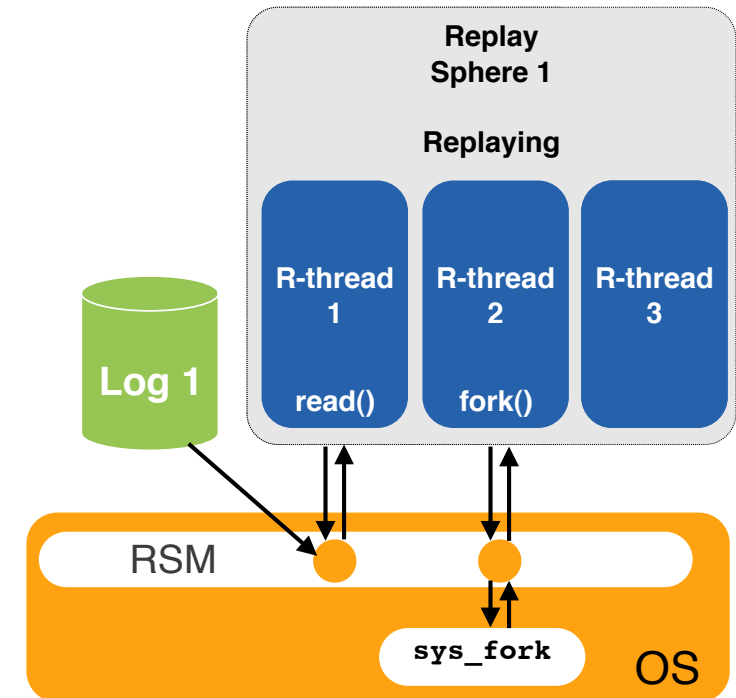 Replay
Sphere 1
Replaying
R-thread
1
R-thread
2
R-thread
3
Log 1
read()
fork()
RSM
sys_fork
OS